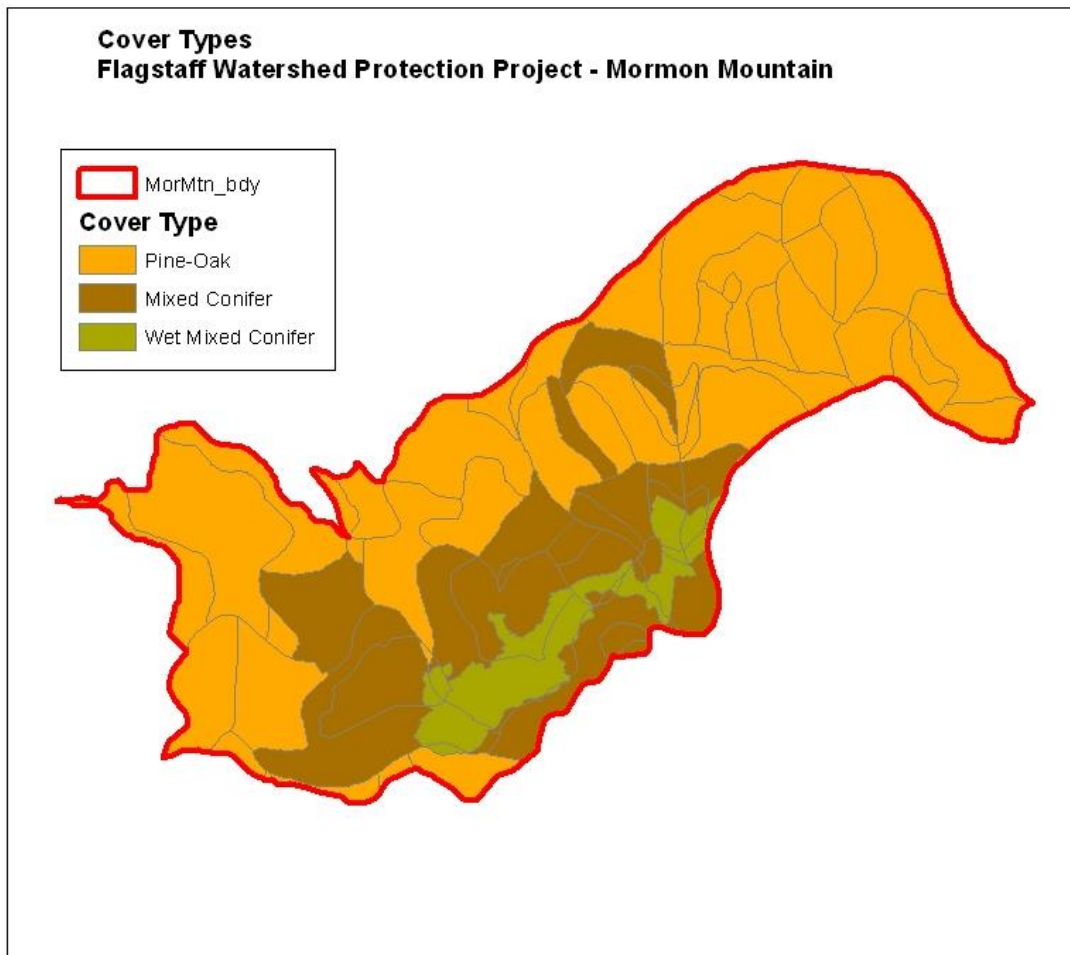 Cover Types
Flagstaff Watershed Protection Project - Mormon Mountain
MorMtn_bdy
Cover Type
Pine-Oak
Mixed Conifer
Wet Mixed Conifer